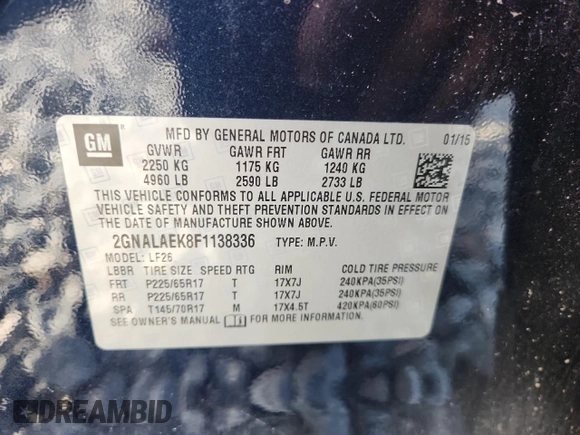 GM
MFD BY GENERAL MOTORS OF CANADA LTD. 01/15
GVWR GAWR FRT GAWR RR
2250 KG 1175 KG 1240 KG
4960 LB 2590 LB 2733 LB
THIS VEHICLE CONFORMS TO ALL APPLICABLE U.S. FEDERAL MOTOR
VEHICLE SAFETY AND THEFT PREVENTION STANDARDS IN EFFECT ON
THE DATE OF MANUFACTURE SHOWN ABOVE.
2GNALAEK8F1138336 TYPE: M.P.V.
MODEL: LF26
LBBR TIRE SIZE SPEED RTG RIM COLD TIRE PRESSURE
FRT P225/65R17 T 17X7J 240KPA(35PSI)
RR P225/65R17 T 17X7J 240KPA(35PSI)
SPA T145/70R17 M 17X4.5T 420KPA(60PSI)
SEE OWNER'S MANUAL FOR MORE INFORMATION.
DREAMBID